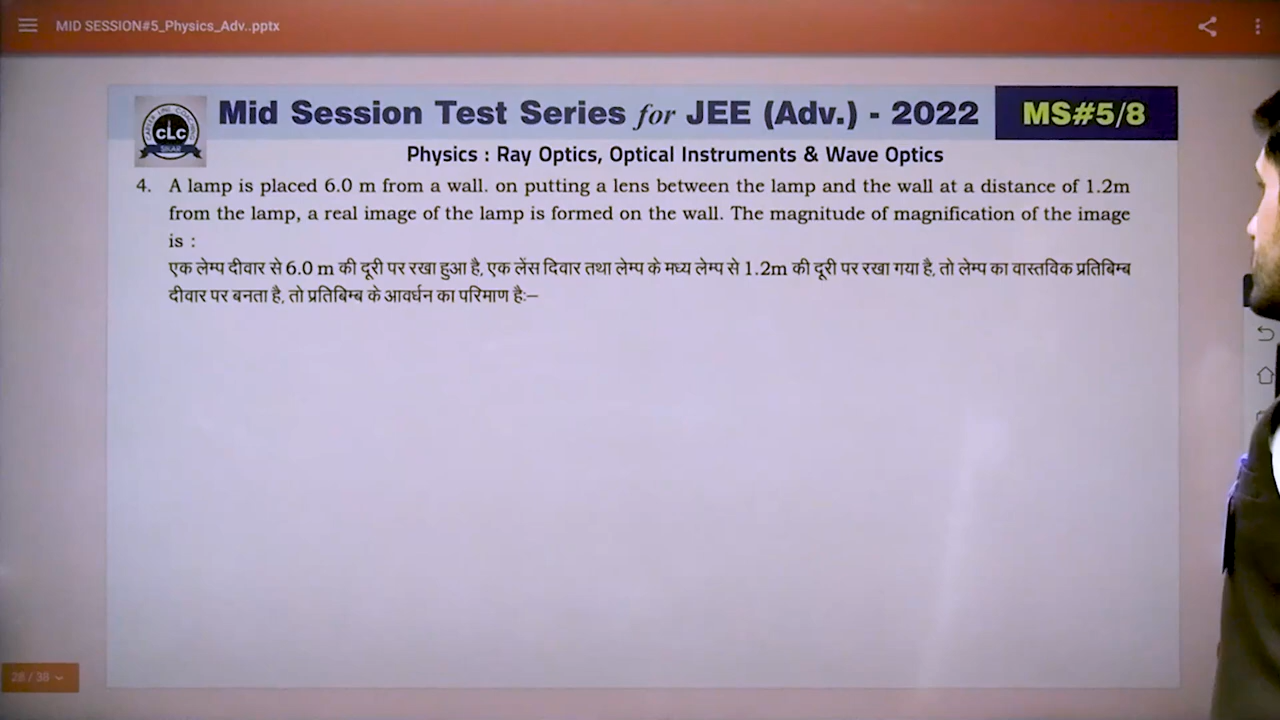 MID SESSION#5_Physics_Adv..pptx
Mid Session Test Series for JEE (Adv.) - 2022
MS#5/8
CLC
SIKAR
Physics : Ray Optics, Optical Instruments & Wave Optics
4. A lamp is placed 6.0 m from a wall. on putting a lens between the lamp and the wall at a distance of 1.2m
from the lamp, a real image of the lamp is formed on the wall. The magnitude of magnification of the image
is :
एक लेम्प दीवार से 6.0 m की दूरी पर रखा हुआ है, एक लेंस दिवार तथा लेम्प के मध्य लेम्प से 1.2m की दूरी पर रखा गया है, तो लेम्प का वास्तविक प्रतिबिम्ब
दीवार पर बनता है, तो प्रतिबिम्ब के आवर्धन का परिमाण है:–
28 / 38